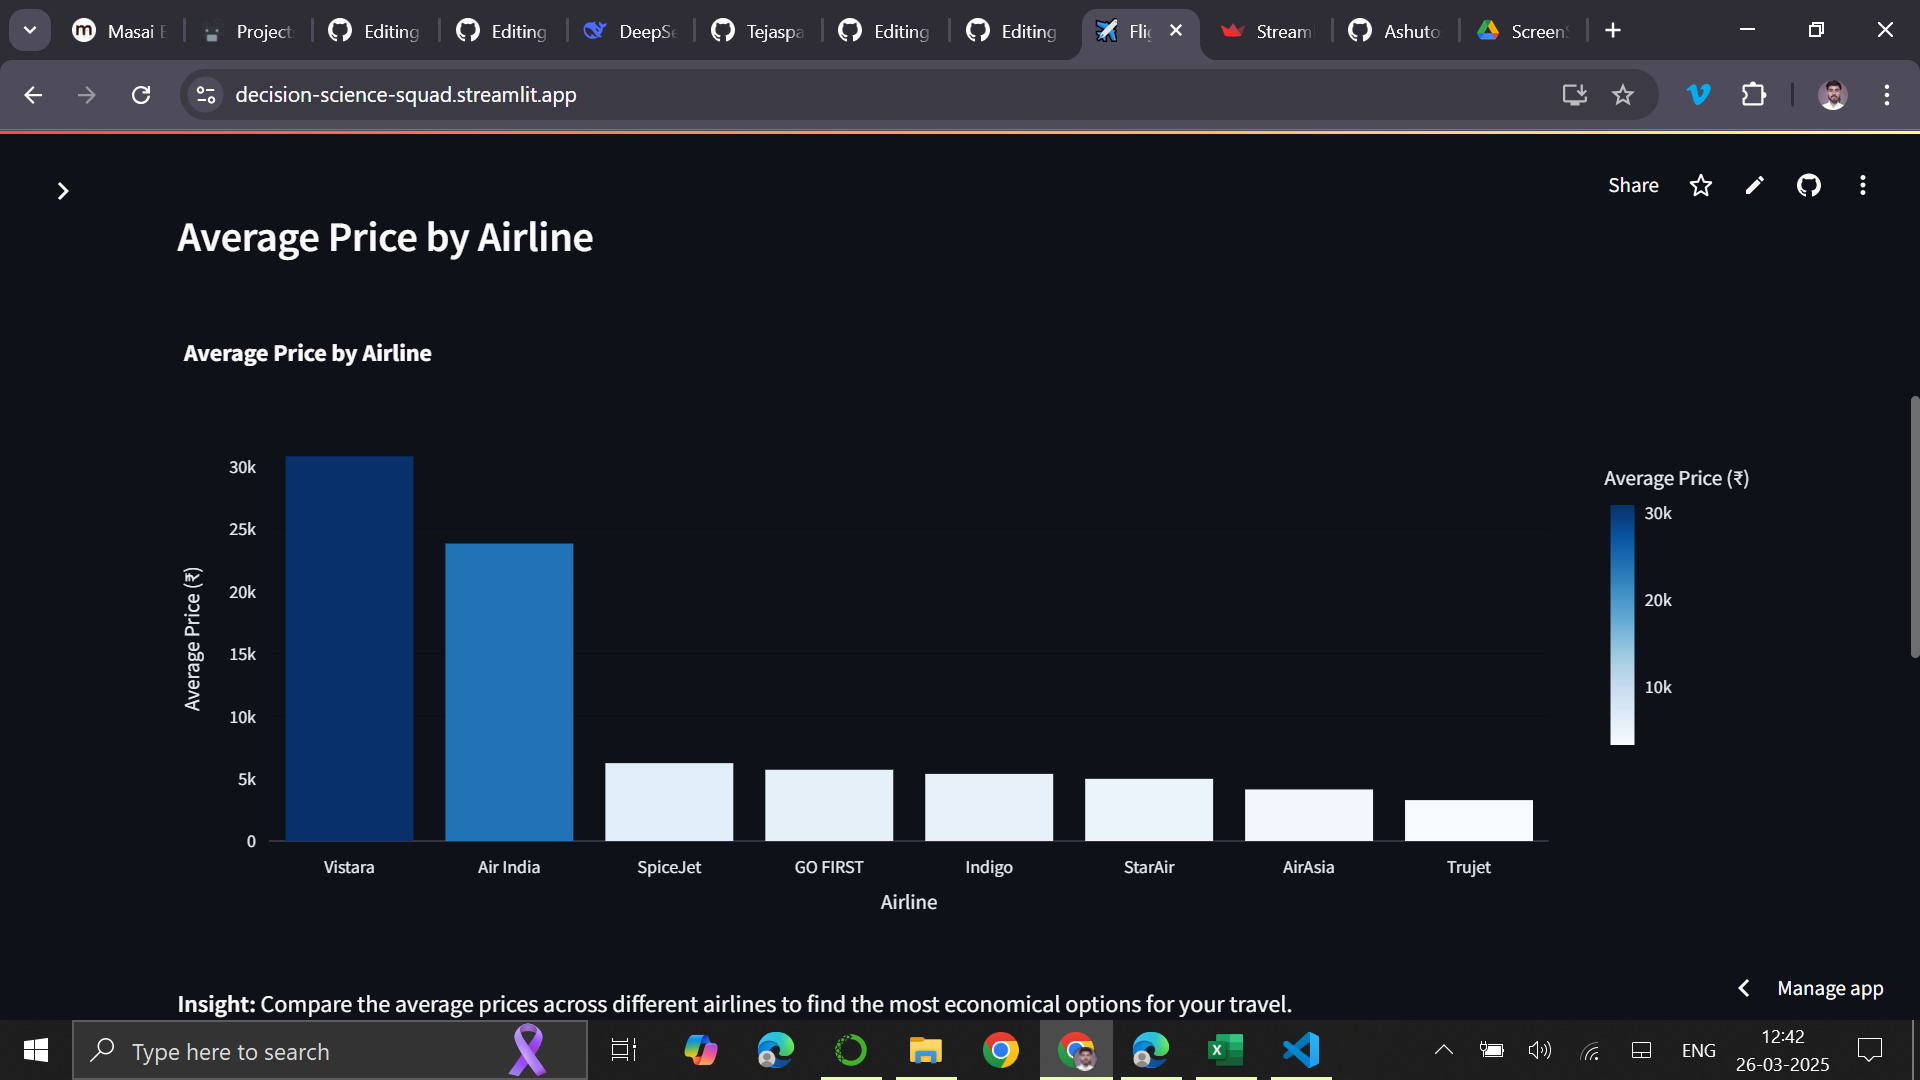 Masai
Project
Editing
Editing
DeepSe
Tejaspa
Editing
Editing
Flig
Stream
Ashuto
Screen
decision-science-squad.streamlit.app
Share
Average Price by Airline
Average Price by Airline
Average Price (₹)
30k
25k
20k
15k
10k
5k
0
Vistara
Air India
SpiceJet
GO FIRST
Indigo
StarAir
AirAsia
Trujet
Airline
Average Price (₹)
30k
20k
10k
Insight: Compare the average prices across different airlines to find the most economical options for your travel.
Manage app
Type here to search
ENG
12:42
26-03-2025